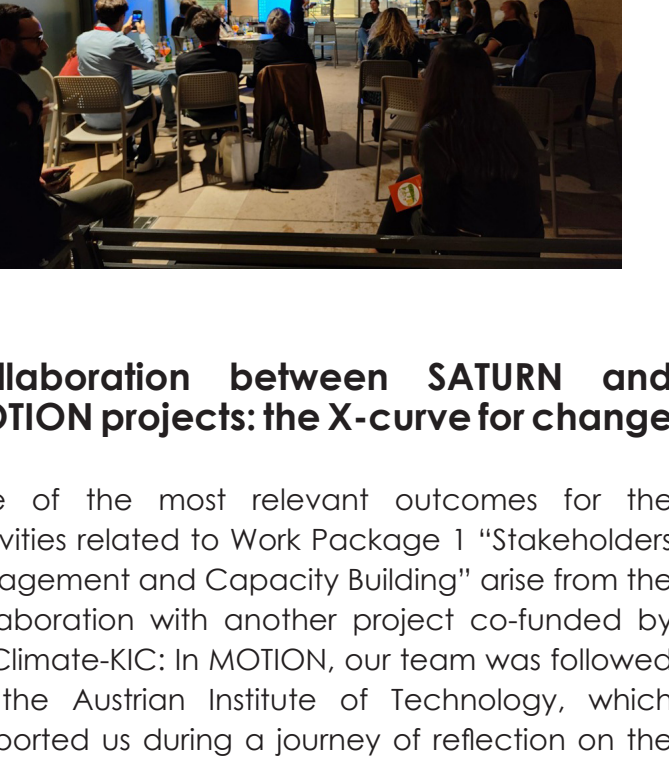 llaboration between SATURN and
OTION projects: the X-curve for change
e of the most relevant outcomes for the
vities related to Work Package 1 “Stakeholders
agement and Capacity Building” arise from the
aboration with another project co-funded by
Climate-KIC: In MOTION, our team was followed
the Austrian Institute of Technology, which
ported us during a journey of reflection on the